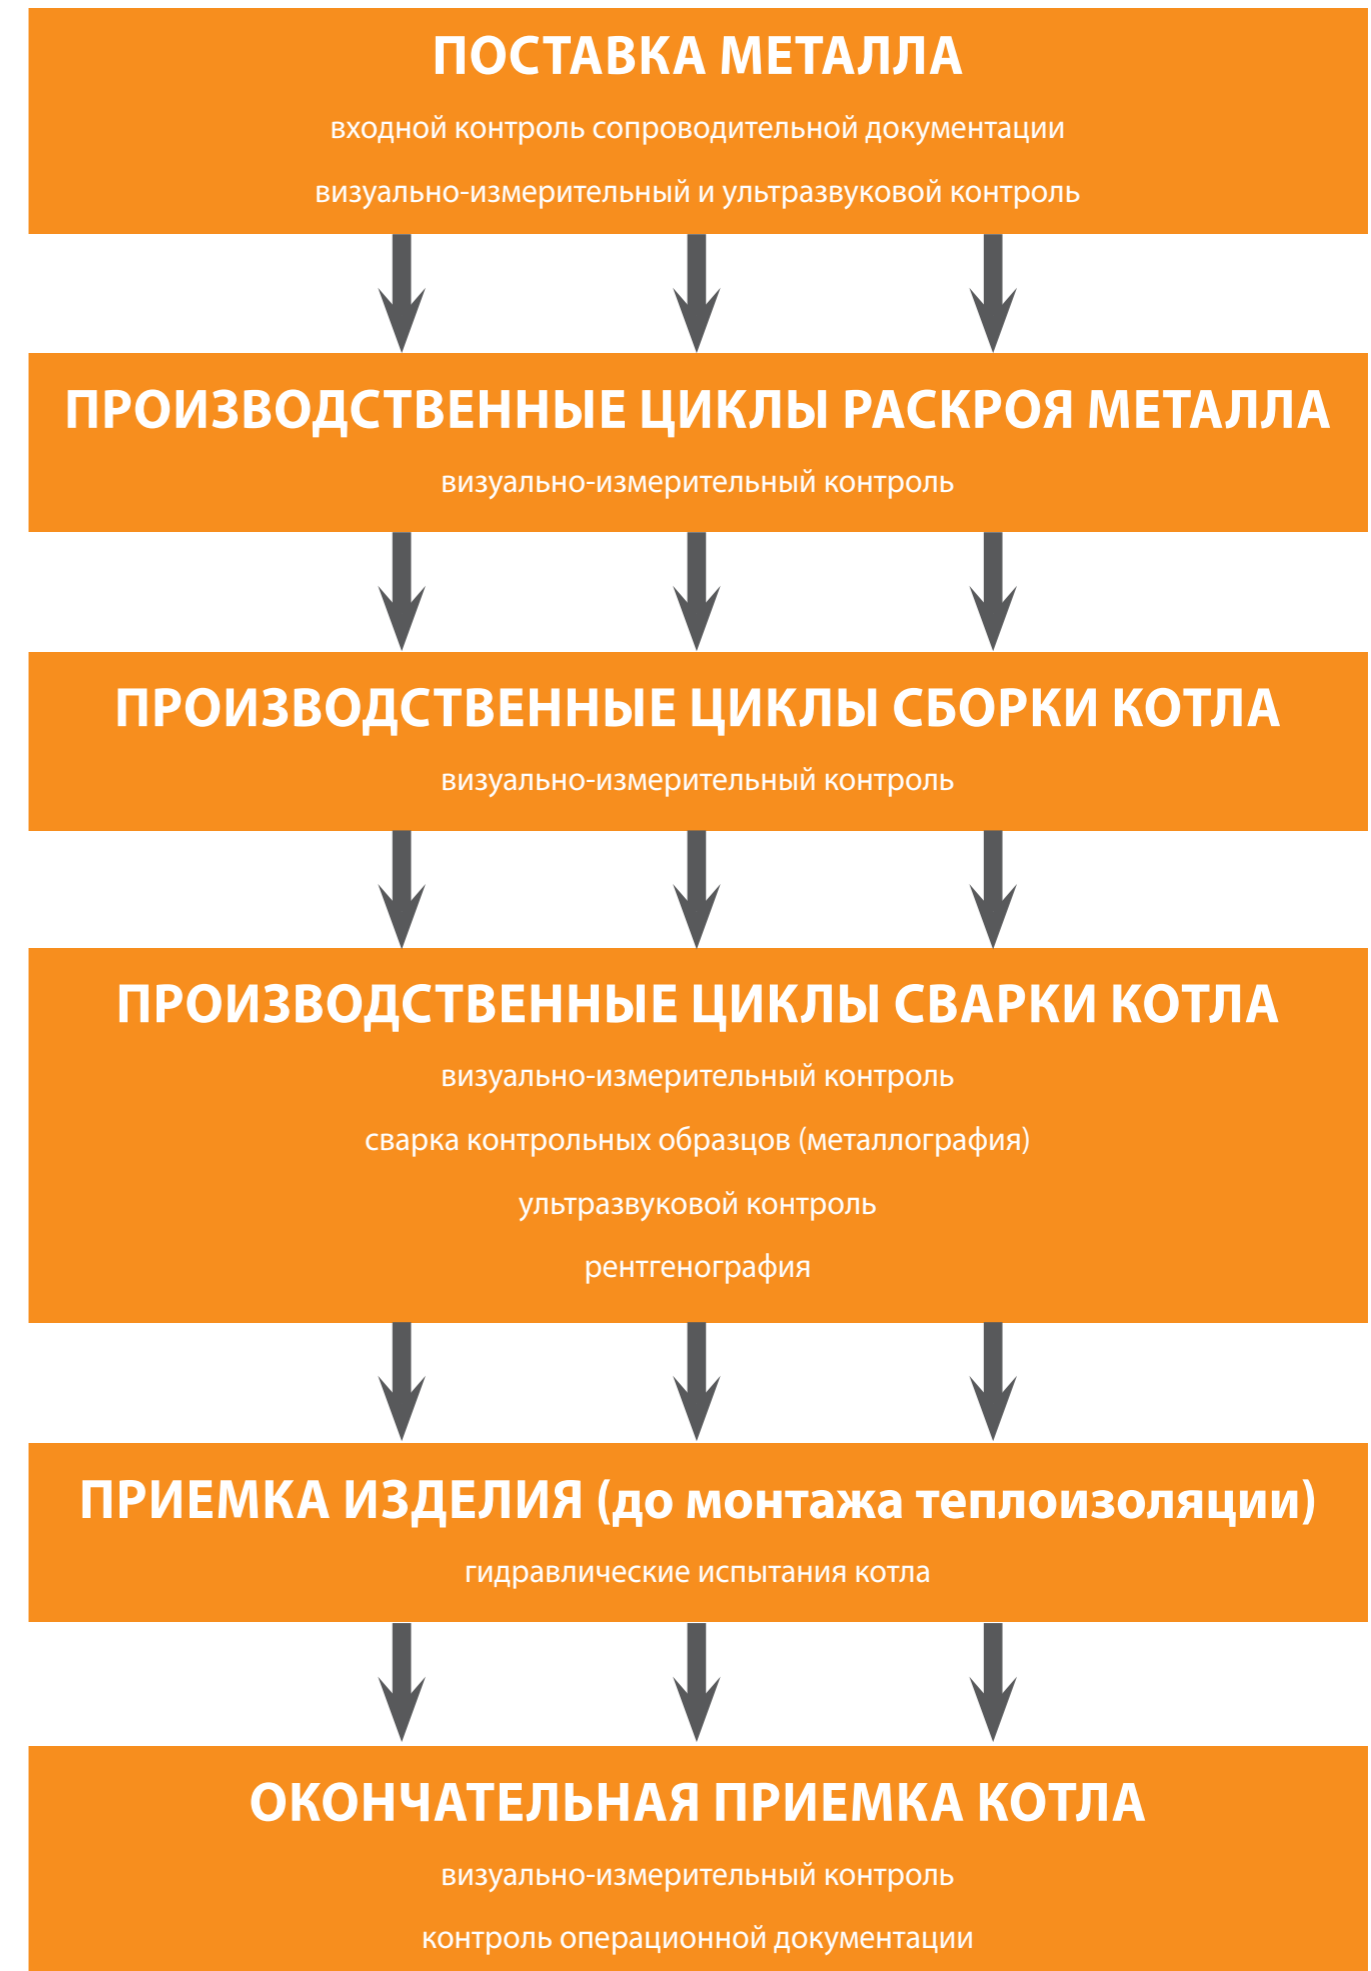 ПОСТАВКА МЕТАЛЛА
входной контроль сопроводительной документации
визуально-измерительный и ультразвуковой контроль
ПРОИЗВОДСТВЕННЫЕ ЦИКЛЫ РАСКРОЯ МЕТАЛЛА
визуально-измерительный контроль
ПРОИЗВОДСТВЕННЫЕ ЦИКЛЫ СБОРКИ КОТЛА
визуально-измерительный контроль
ПРОИЗВОДСТВЕННЫЕ ЦИКЛЫ СВАРКИ КОТЛА
визуально-измерительный контроль
сварка контрольных образцов (металлография)
ультразвуковой контроль
рентгенография
ПРИЕМКА ИЗДЕЛИЯ (до монтажа теплоизоляции)
гидравлические испытания котла
ОКОНЧАТЕЛЬНАЯ ПРИЕМКА КОТЛА
визуально-измерительный контроль
контроль операционной документации